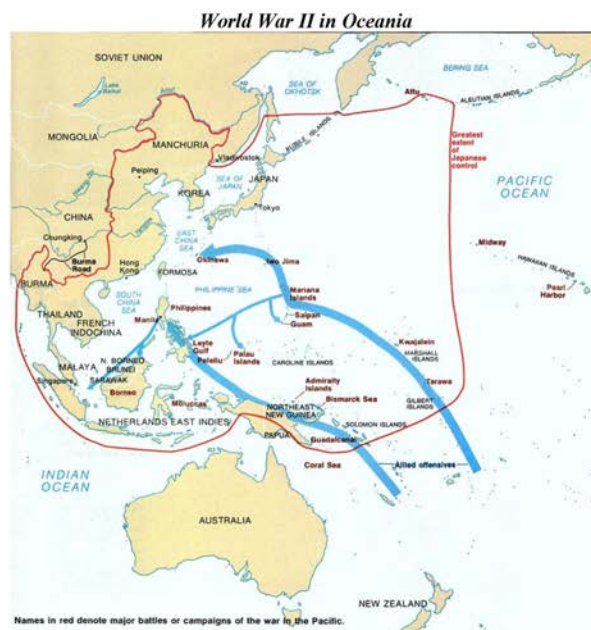 World War II in Oceania
SOVIET UNION
Lake
Baikal
SEA OF
OKHOTSK
BERING SEA
Attu
ALEUTIAN ISLANDS
MONGOLIA
MANCHURIA
KURILE ISLANDS
Greatest
extent
of
Japanese
control
Vladivostok
Peiping
SEA OF
JAPAN
JAPAN
KOREA
Tokyo
PACIFIC
OCEAN
CHINA
Chungking
EAST
CHINA
SEA
Midway
Burma
Road
Hong
Kong
Okinawa
Iwo Jima
HAWAIIAN ISLANDS
FORMOSA
BURMA
Pearl
Harbor
SOUTH
CHINA
SEA
PHILIPPINE SEA
Mariana
Islands
THAILAND
Philippines
Saipan
Guam
Manila
FRENCH
INDOCHINA
Leyte
Gulf
Kwajalein
Peleliu
Palau
Islands
MARSHALL
ISLANDS
MALAYA
N. BORNEO
BRUNEI
CAROLINE ISLANDS
Singapore
SARAWAK
Tarawa
Borneo
Admiralty
Islands
Moluccas
Bismarck Sea
GILBERT
ISLANDS
NORTHEAST
NEW GUINEA
NETHERLANDS EAST INDIES
SOLOMON ISLANDS
PAPUA
Guadalcanal
Coral Sea
Allied offensives
INDIAN
OCEAN
AUSTRALIA
NEW ZEALAND
Names in red denote major battles or campaigns of the war in the Pacific.